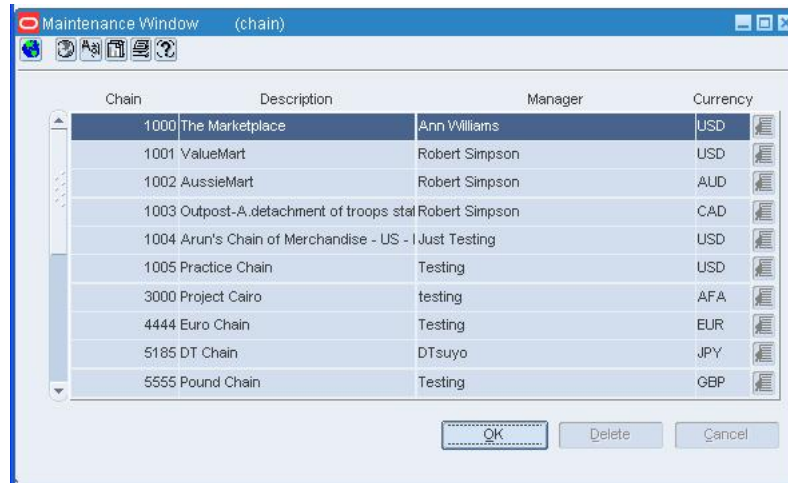 Maintenance Window (chain)
Chain Description Manager Currency
1000 The Marketplace Ann Williams USD
1001 ValueMart Robert Simpson USD
1002 AussieMart Robert Simpson AUD
1003 Outpost-A.detachment of troops stat Robert Simpson CAD
1004 Arun's Chain of Merchandise - US - I Just Testing USD
1005 Practice Chain Testing USD
3000 Project Cairo testing AFA
4444 Euro Chain Testing EUR
5185 DT Chain DTsuyo JPY
5555 Pound Chain Testing GBP
OK Delete Cancel